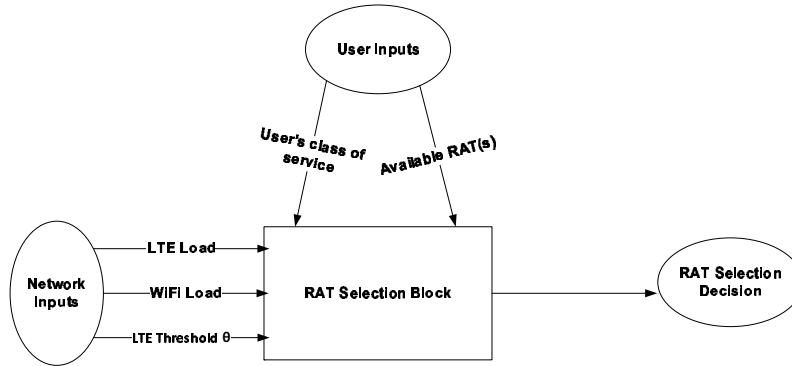 User Inputs
User's class of
service
Available RAT(s)
LTE Load
Network
Inputs
WiFi Load
RAT Selection Block
RAT Selection
Decision
LTE Threshold θ